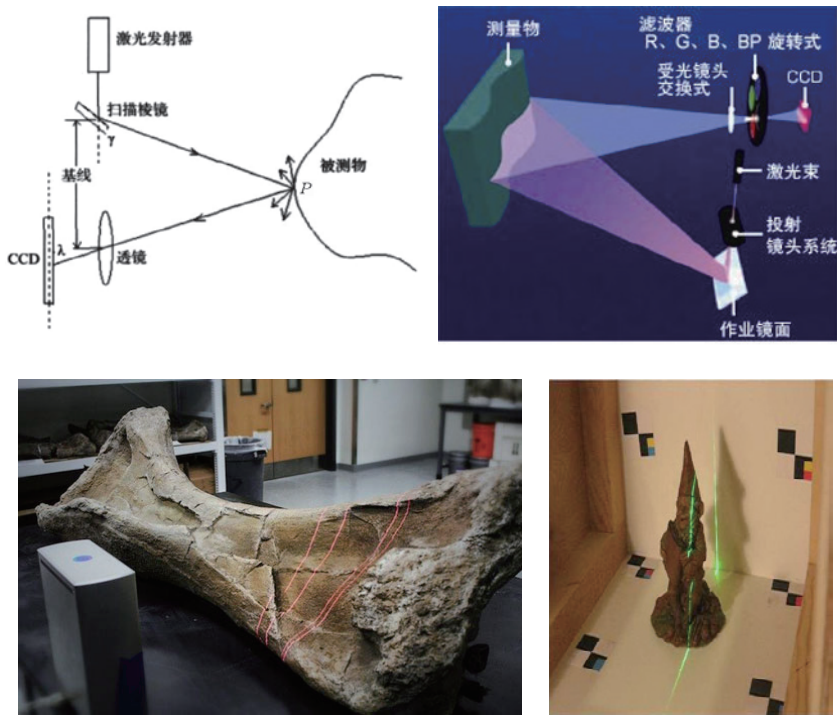 激光发射器
扫描棱镜
γ
基线
被测物
P
λ
CCD
透镜
测量物
滤波器
R、G、B、BP 旋转式
受光镜头
交换式
CCD
激光束
投射
镜头系统
作业镜面